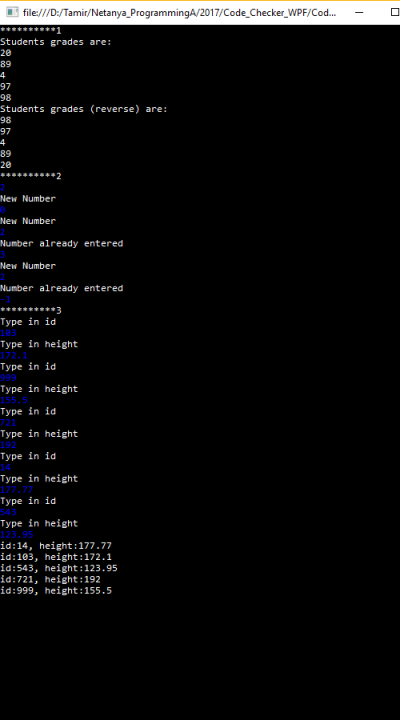 file:///D:/Tamir/Netanya_ProgrammingA/2017/Code_Checker_WPF/Cod...
**********1
Students grades are:
20
89
4
97
98
Students grades (reverse) are:
98
97
4
89
20
**********2
2
New Number
0
New Number
2
Number already entered
3
New Number
2
Number already entered
-1
**********3
Type in id
103
Type in height
172.1
Type in id
999
Type in height
155.5
Type in id
721
Type in height
192
Type in id
14
Type in height
177.77
Type in id
543
Type in height
123.95
id:14, height:177.77
id:103, height:172.1
id:543, height:123.95
id:721, height:192
id:999, height:155.5